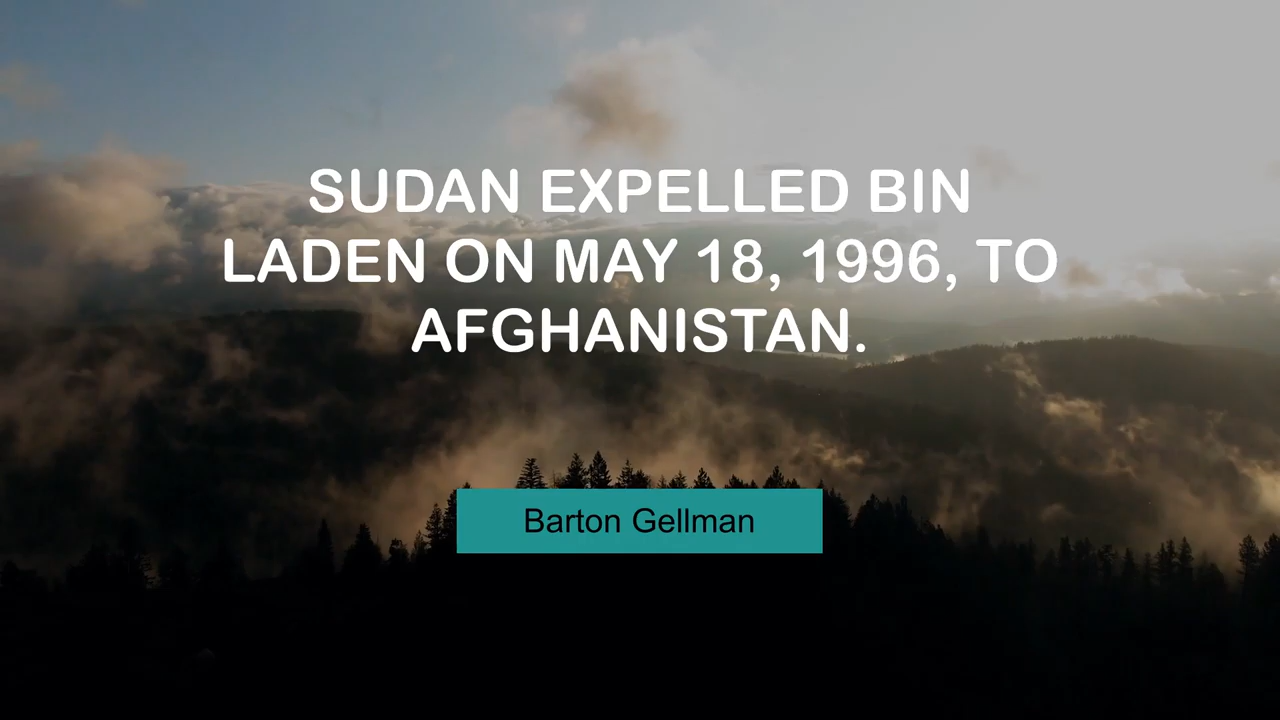 SUDAN EXPELLED BIN
LADEN ON MAY 18, 1996, TO
AFGHANISTAN.
Barton Gellman